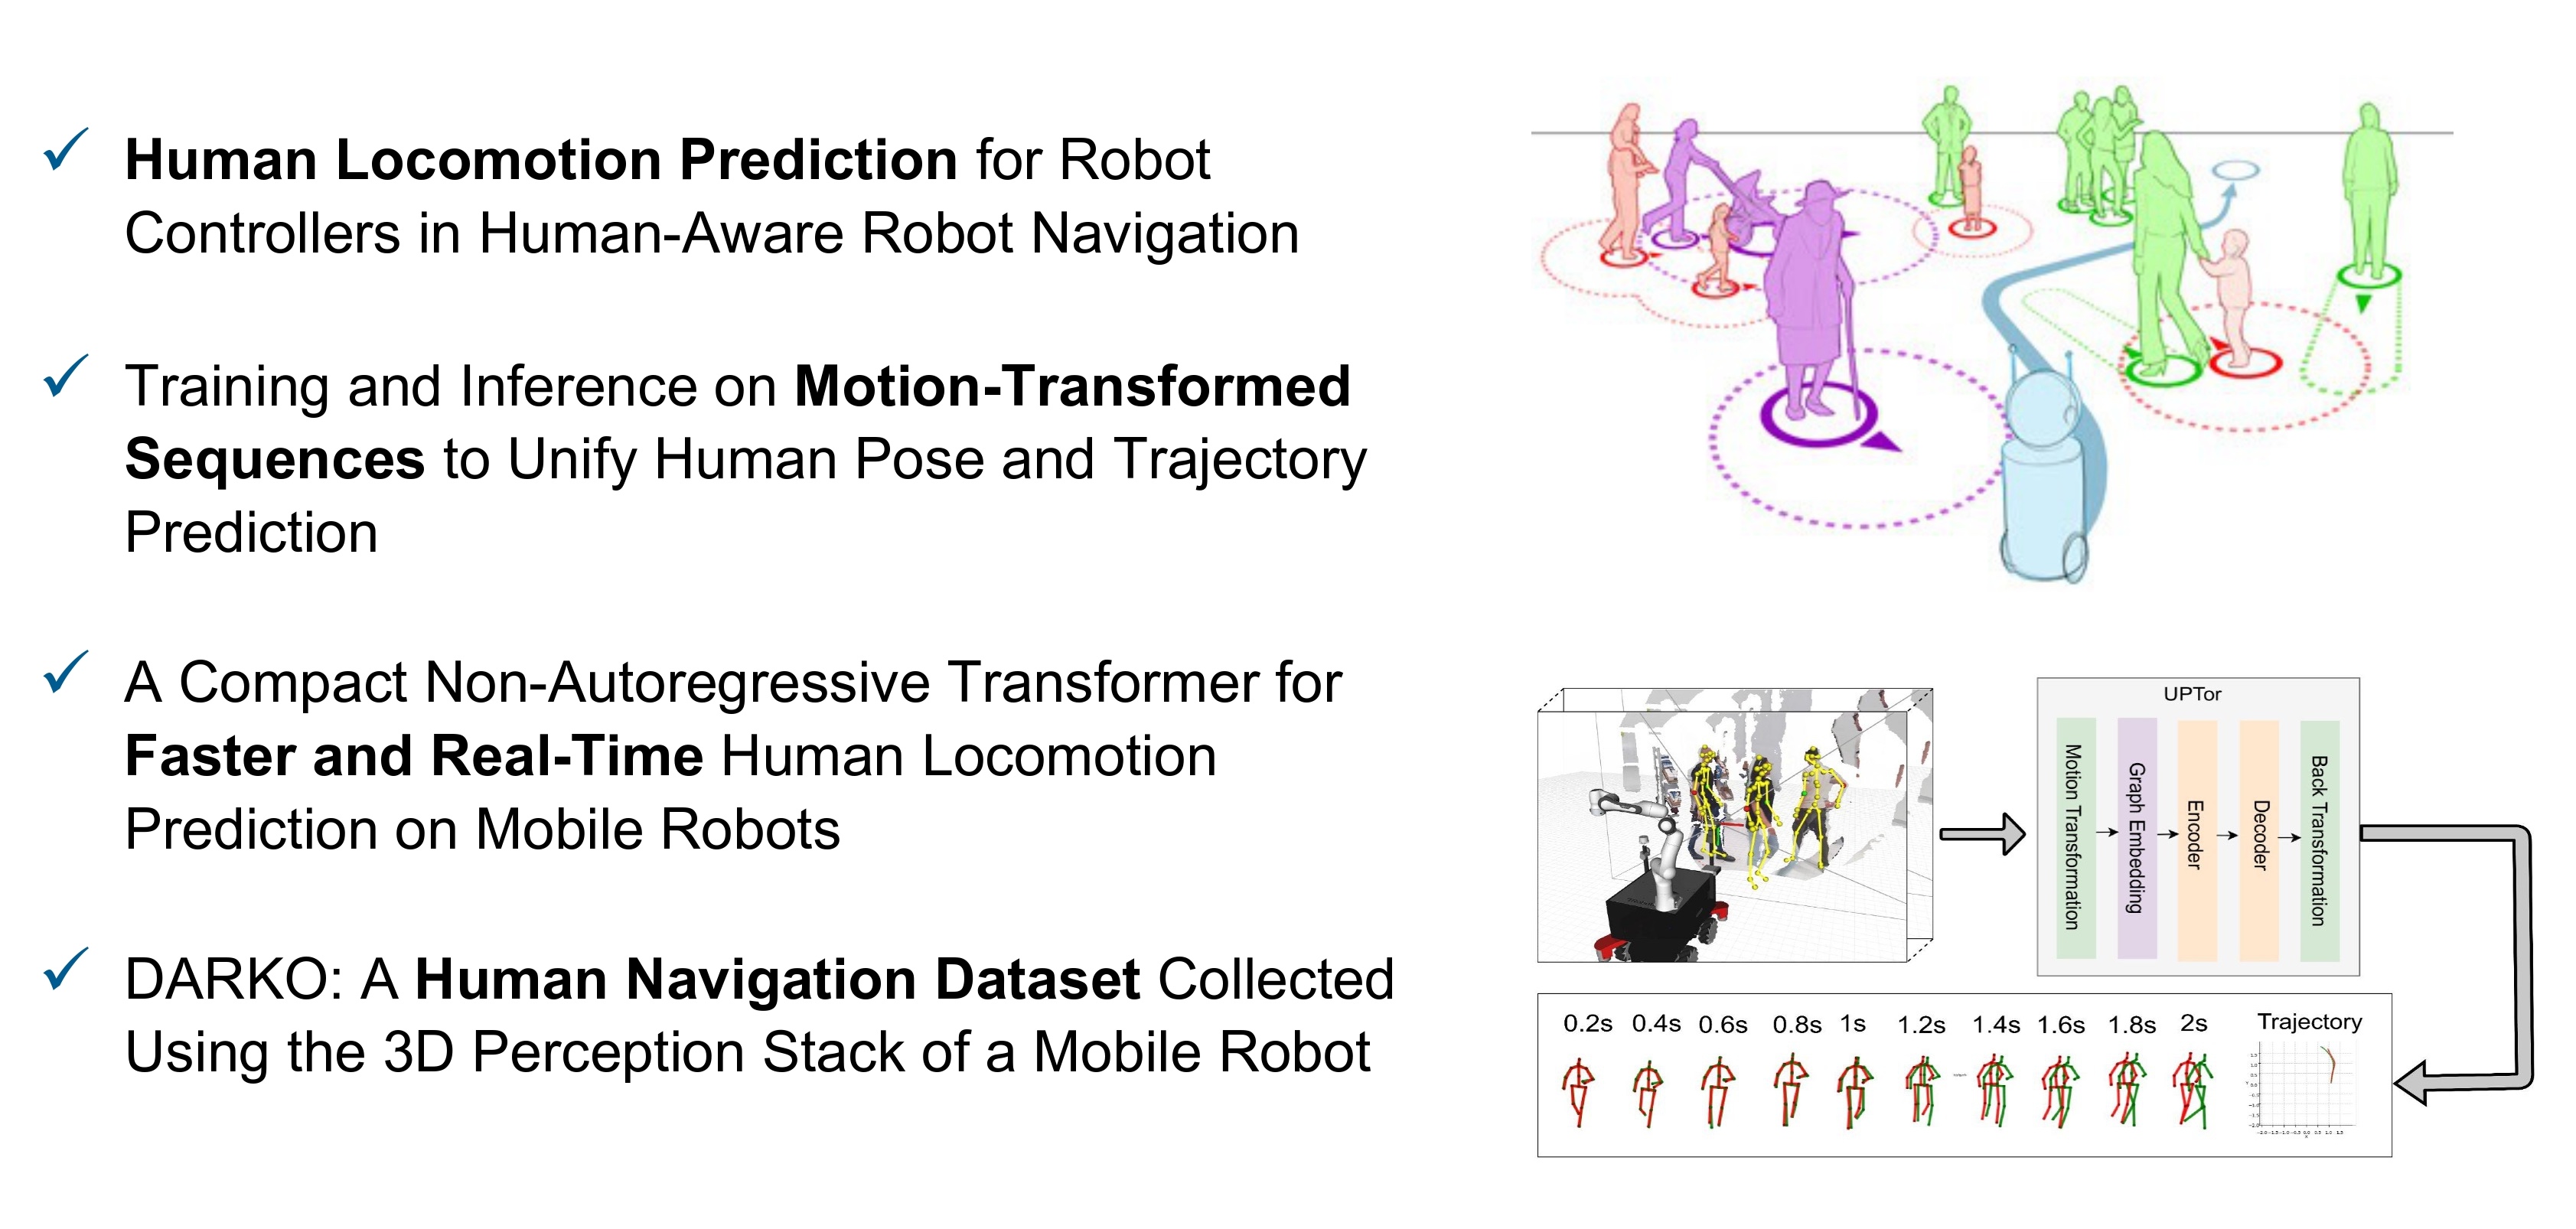 Human Locomotion Prediction for Robot
Controllers in Human-Aware Robot Navigation
Training and Inference on Motion-Transformed
Sequences to Unify Human Pose and Trajectory
Prediction
A Compact Non-Autoregressive Transformer for
Faster and Real-Time Human Locomotion
Prediction on Mobile Robots
DARKO: A Human Navigation Dataset Collected
Using the 3D Perception Stack of a Mobile Robot
UPTor
Motion Transformation
Graph Embedding
Encoder
Decoder
Back Transformation
0.2s 0.4s 0.6s 0.8s 1s 1.2s 1.4s 1.6s 1.8s 2s Trajectory